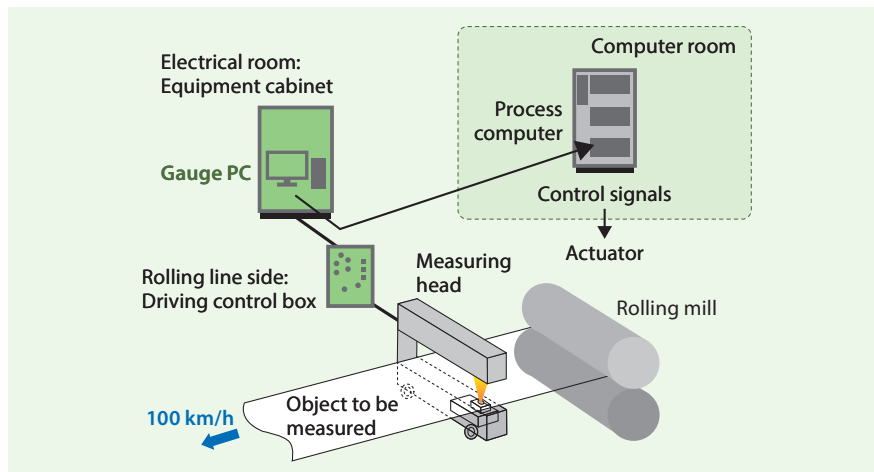 Computer room
Electrical room:
Equipment cabinet
Process
computer
Gauge PC
Control signals
Actuator
Measuring
head
Rolling line side:
Driving control box
Rolling mill
Object to be
measured
100 km/h